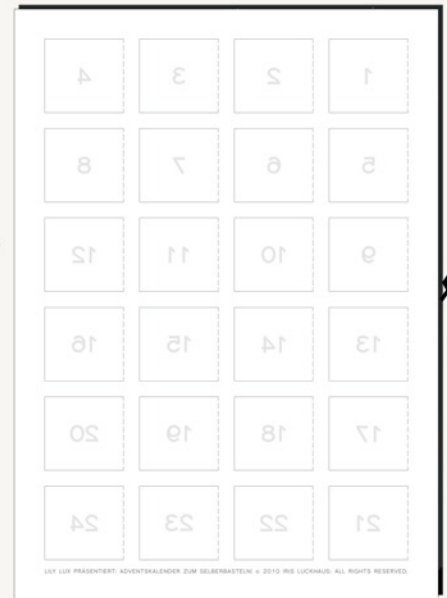 4 3 2 1
8 7 6 5
12 11 10 9
16 15 14 13
20 19 18 17
24 23 22 21
LILY LUX PRÄSENTIERT: ADVENTSKALENDER ZUM SELBERBASTELN! © 2010 IRIS LUCKHAUS. ALL RIGHTS RESERVED.